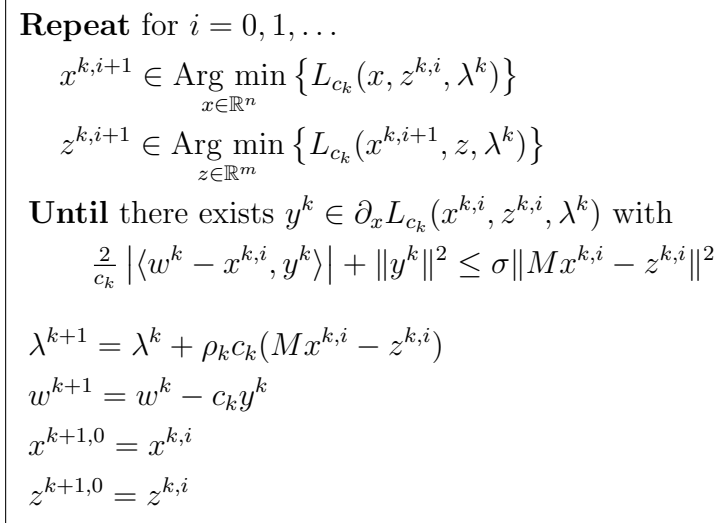 Repeat for i = 0, 1, …
x^{k,i+1} ∈ Arg min_{x∈ℝ^n} {L_{c_k}(x, z^{k,i}, λ^k)}
z^{k,i+1} ∈ Arg min_{z∈ℝ^m} {L_{c_k}(x^{k,i+1}, z, λ^k)}
Until there exists y^k ∈ ∂_x L_{c_k}(x^{k,i}, z^{k,i}, λ^k) with
\frac{2}{c_k} |⟨w^k − x^{k,i}, y^k⟩| + ‖y^k‖^2 ≤ σ‖Mx^{k,i} − z^{k,i}‖^2
λ^{k+1} = λ^k + ρ_k c_k(Mx^{k,i} − z^{k,i})
w^{k+1} = w^k − c_k y^k
x^{k+1,0} = x^{k,i}
z^{k+1,0} = z^{k,i}